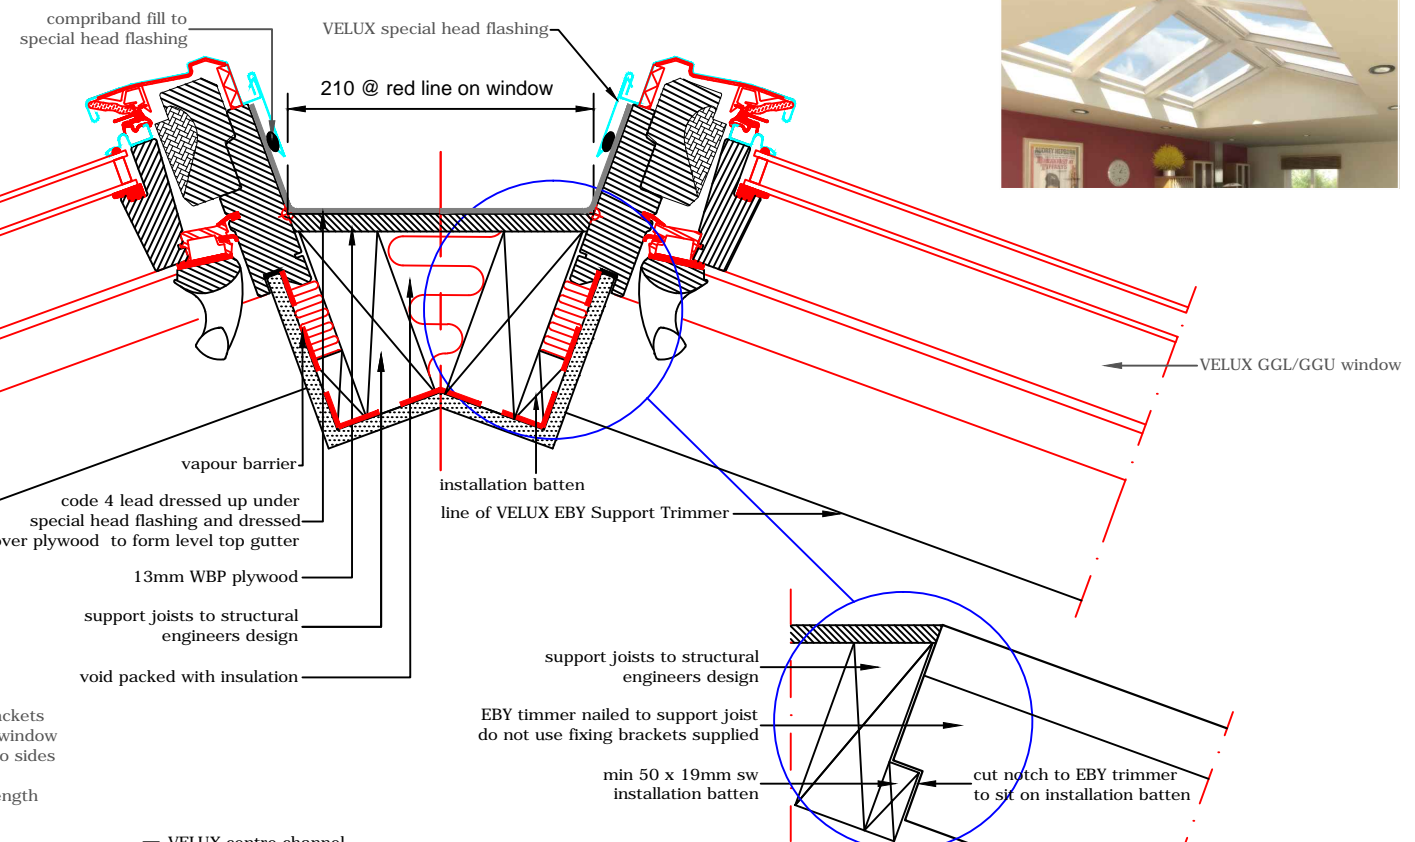 compriband fill to
special head flashing
VELUX special head flashing
210 @ red line on window
VELUX GGL/GGU window
vapour barrier
installation batten
code 4 lead dressed up under
special head flashing and dressed
over plywood to form level top gutter
line of VELUX EBY Support Trimmer
13mm WBP plywood
support joists to structural
engineers design
void packed with insulation
support joists to structural
engineers design
EBY timmer nailed to support joist
do not use fixing brackets supplied
min 50 x 19mm sw
installation batten
cut notch to EBY trimmer
to sit on installation batten
ckets
window
o sides
ength
VELUX centre channel